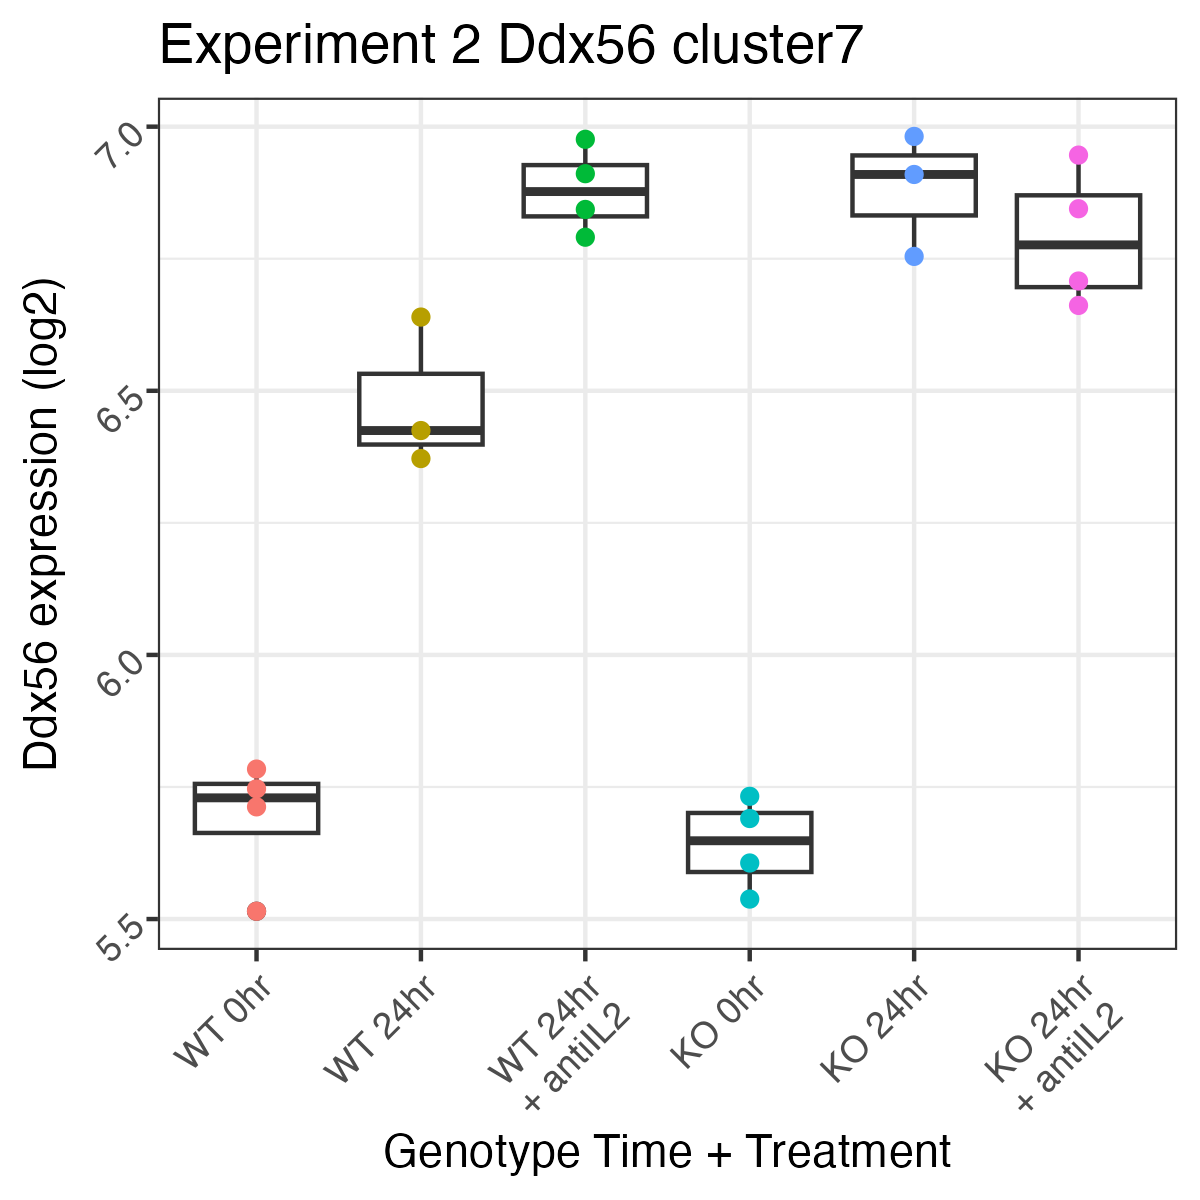 Experiment 2 Ddx56 cluster7
Ddx56 expression (log2)
7.0
6.5
6.0
5.5
WT 0hr
WT 24hr
WT 24hr
+ antiIL2
KO 0hr
KO 24hr
KO 24hr
+ antiIL2
Genotype Time + Treatment